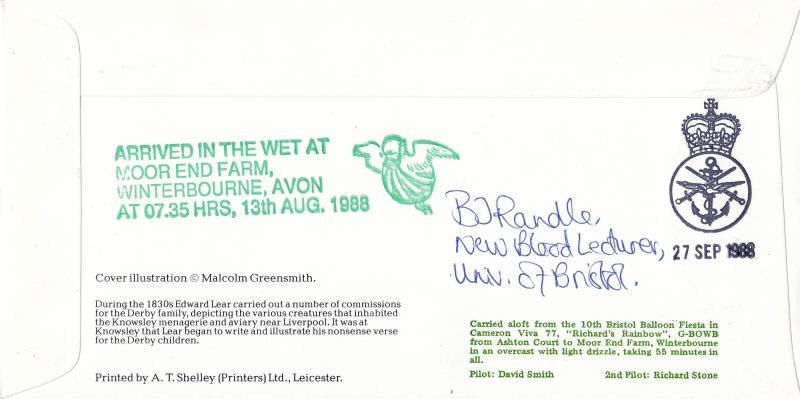 ARRIVED IN THE WET AT
MOOR END FARM,
WINTERBOURNE, AVON
AT 07.35 HRS, 13th AUG. 1988
BJ Randle,
New Blood Lecturer,
Univ. of Bristol.
27 SEP 1988
Cover illustration © Malcolm Greensmith.
During the 1830s Edward Lear carried out a number of commissions
for the Derby family, depicting the various creatures that inhabited
the Knowsley menagerie and aviary near Liverpool. It was at
Knowsley that Lear began to write and illustrate his nonsense verse
for the Derby children.
Printed by A. T. Shelley (Printers) Ltd., Leicester.
Carried aloft from the 10th Bristol Balloon Fiesta in
Cameron Viva 77, "Richard's Rainbow", G-BOWB
from Ashton Court to Moor End Farm, Winterbourne
in an overcast with light drizzle, taking 55 minutes in
all.
Pilot: David Smith 2nd Pilot: Richard Stone